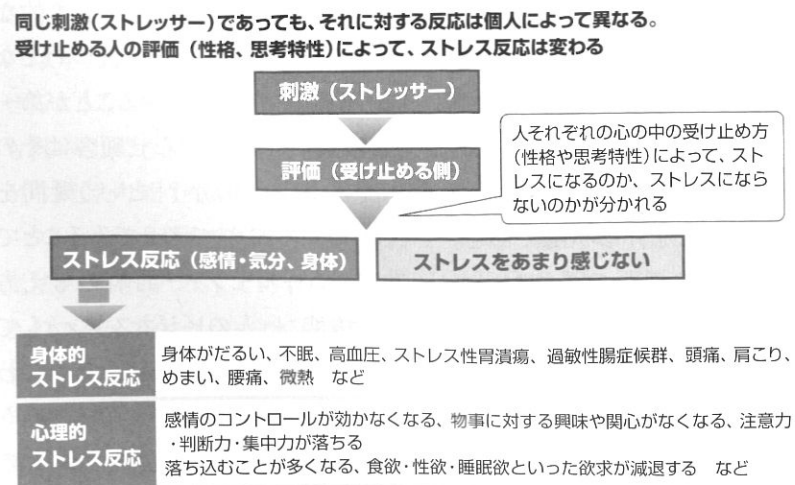 同じ刺激(ストレッサー)であっても、それに対する反応は個人によって異なる。
受け止める人の評価(性格、思考特性)によって、ストレス反応は変わる
刺激(ストレッサー)
評価(受け止める側)
人それぞれの心の中の受け止め方
(性格や思考特性)によって、スト
レスになるのか、ストレスになら
ないのかが分かれる
ストレス反応(感情・気分、身体)
ストレスをあまり感じない
身体的
ストレス反応
身体がだるい、不眠、高血圧、ストレス性胃潰瘍、過敏性腸症候群、頭痛、肩こり、
めまい、腰痛、微熱 など
心理的
ストレス反応
感情のコントロールが効かなくなる、物事に対する興味や関心がなくなる、注意力
・判断力・集中力が落ちる
落ち込むことが多くなる、食欲・性欲・睡眠欲といった欲求が減退する など